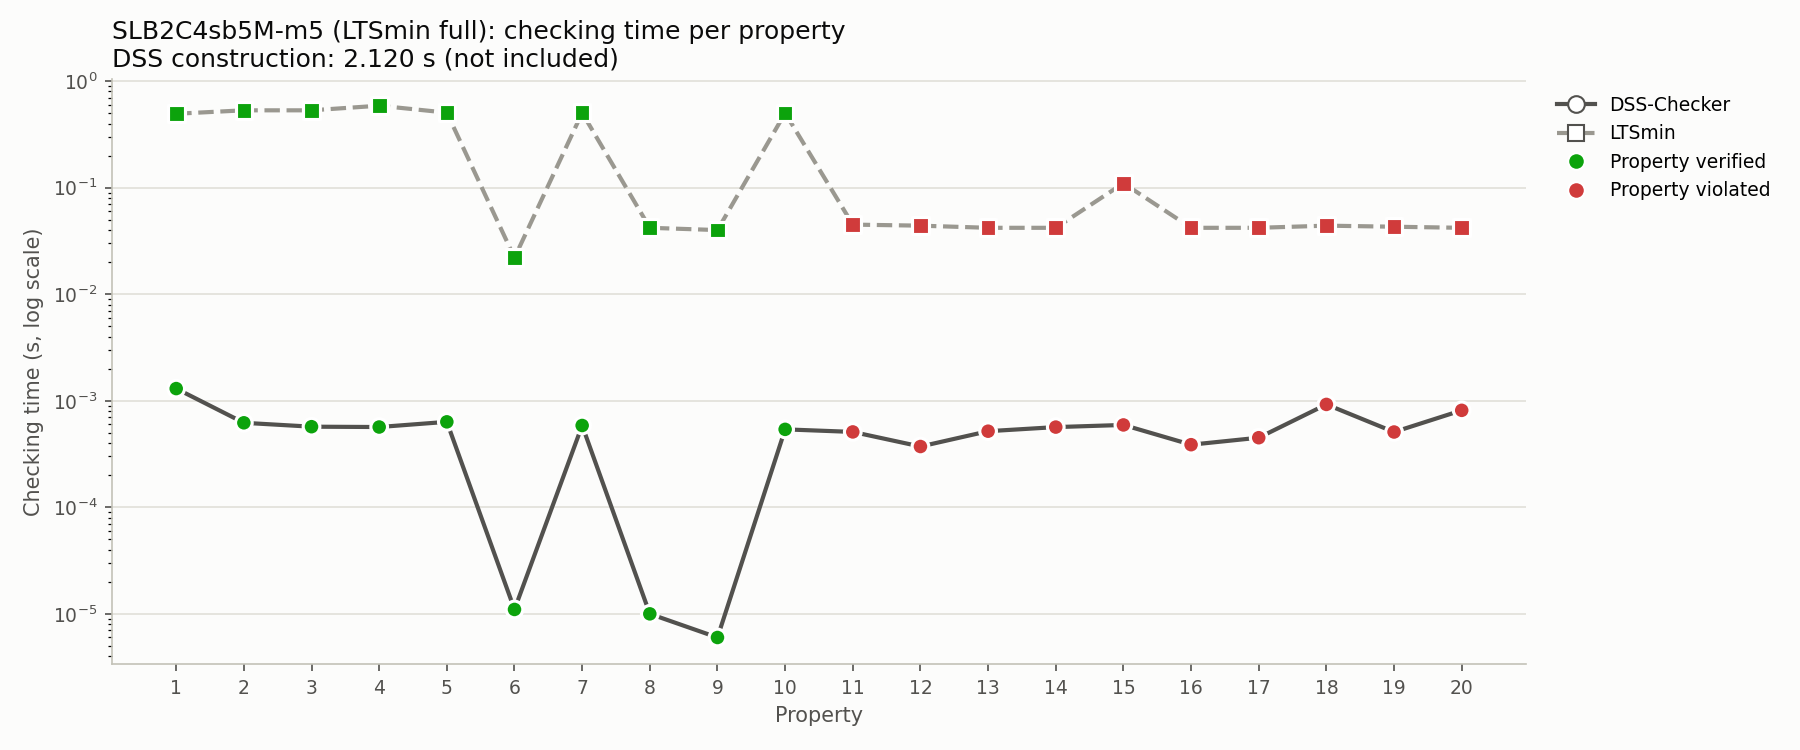 SLB2C4sb5M-m5 (LTSmin full): checking time per property
DSS construction: 2.120 s (not included)
Checking time (s, log scale)
10⁰
10⁻¹
10⁻²
10⁻³
10⁻⁴
10⁻⁵
1 2 3 4 5 6 7 8 9 10 11 12 13 14 15 16 17 18 19 20
Property
DSS-Checker
LTSmin
Property verified
Property violated